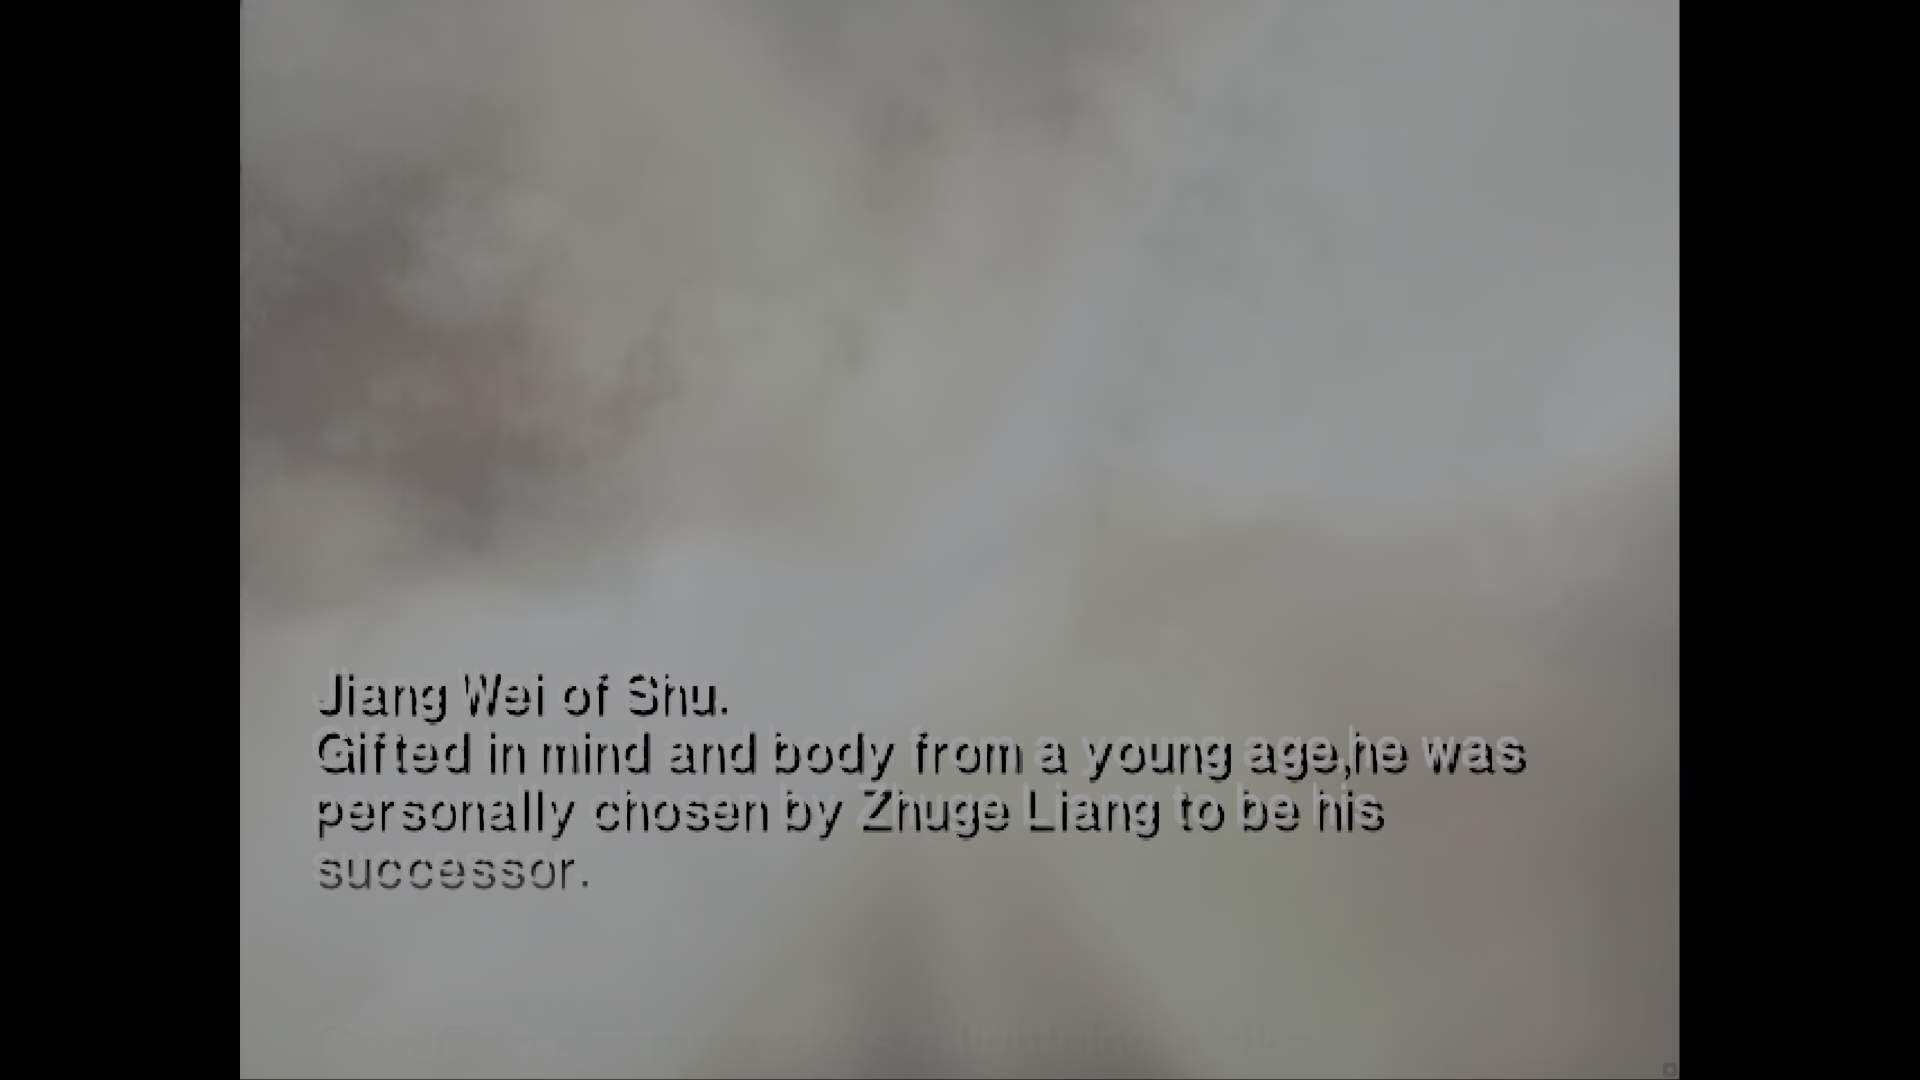 Jiang Wei of Shu.
Gifted in mind and body from a young age,he was
personally chosen by Zhuge Liang to be his
successor.